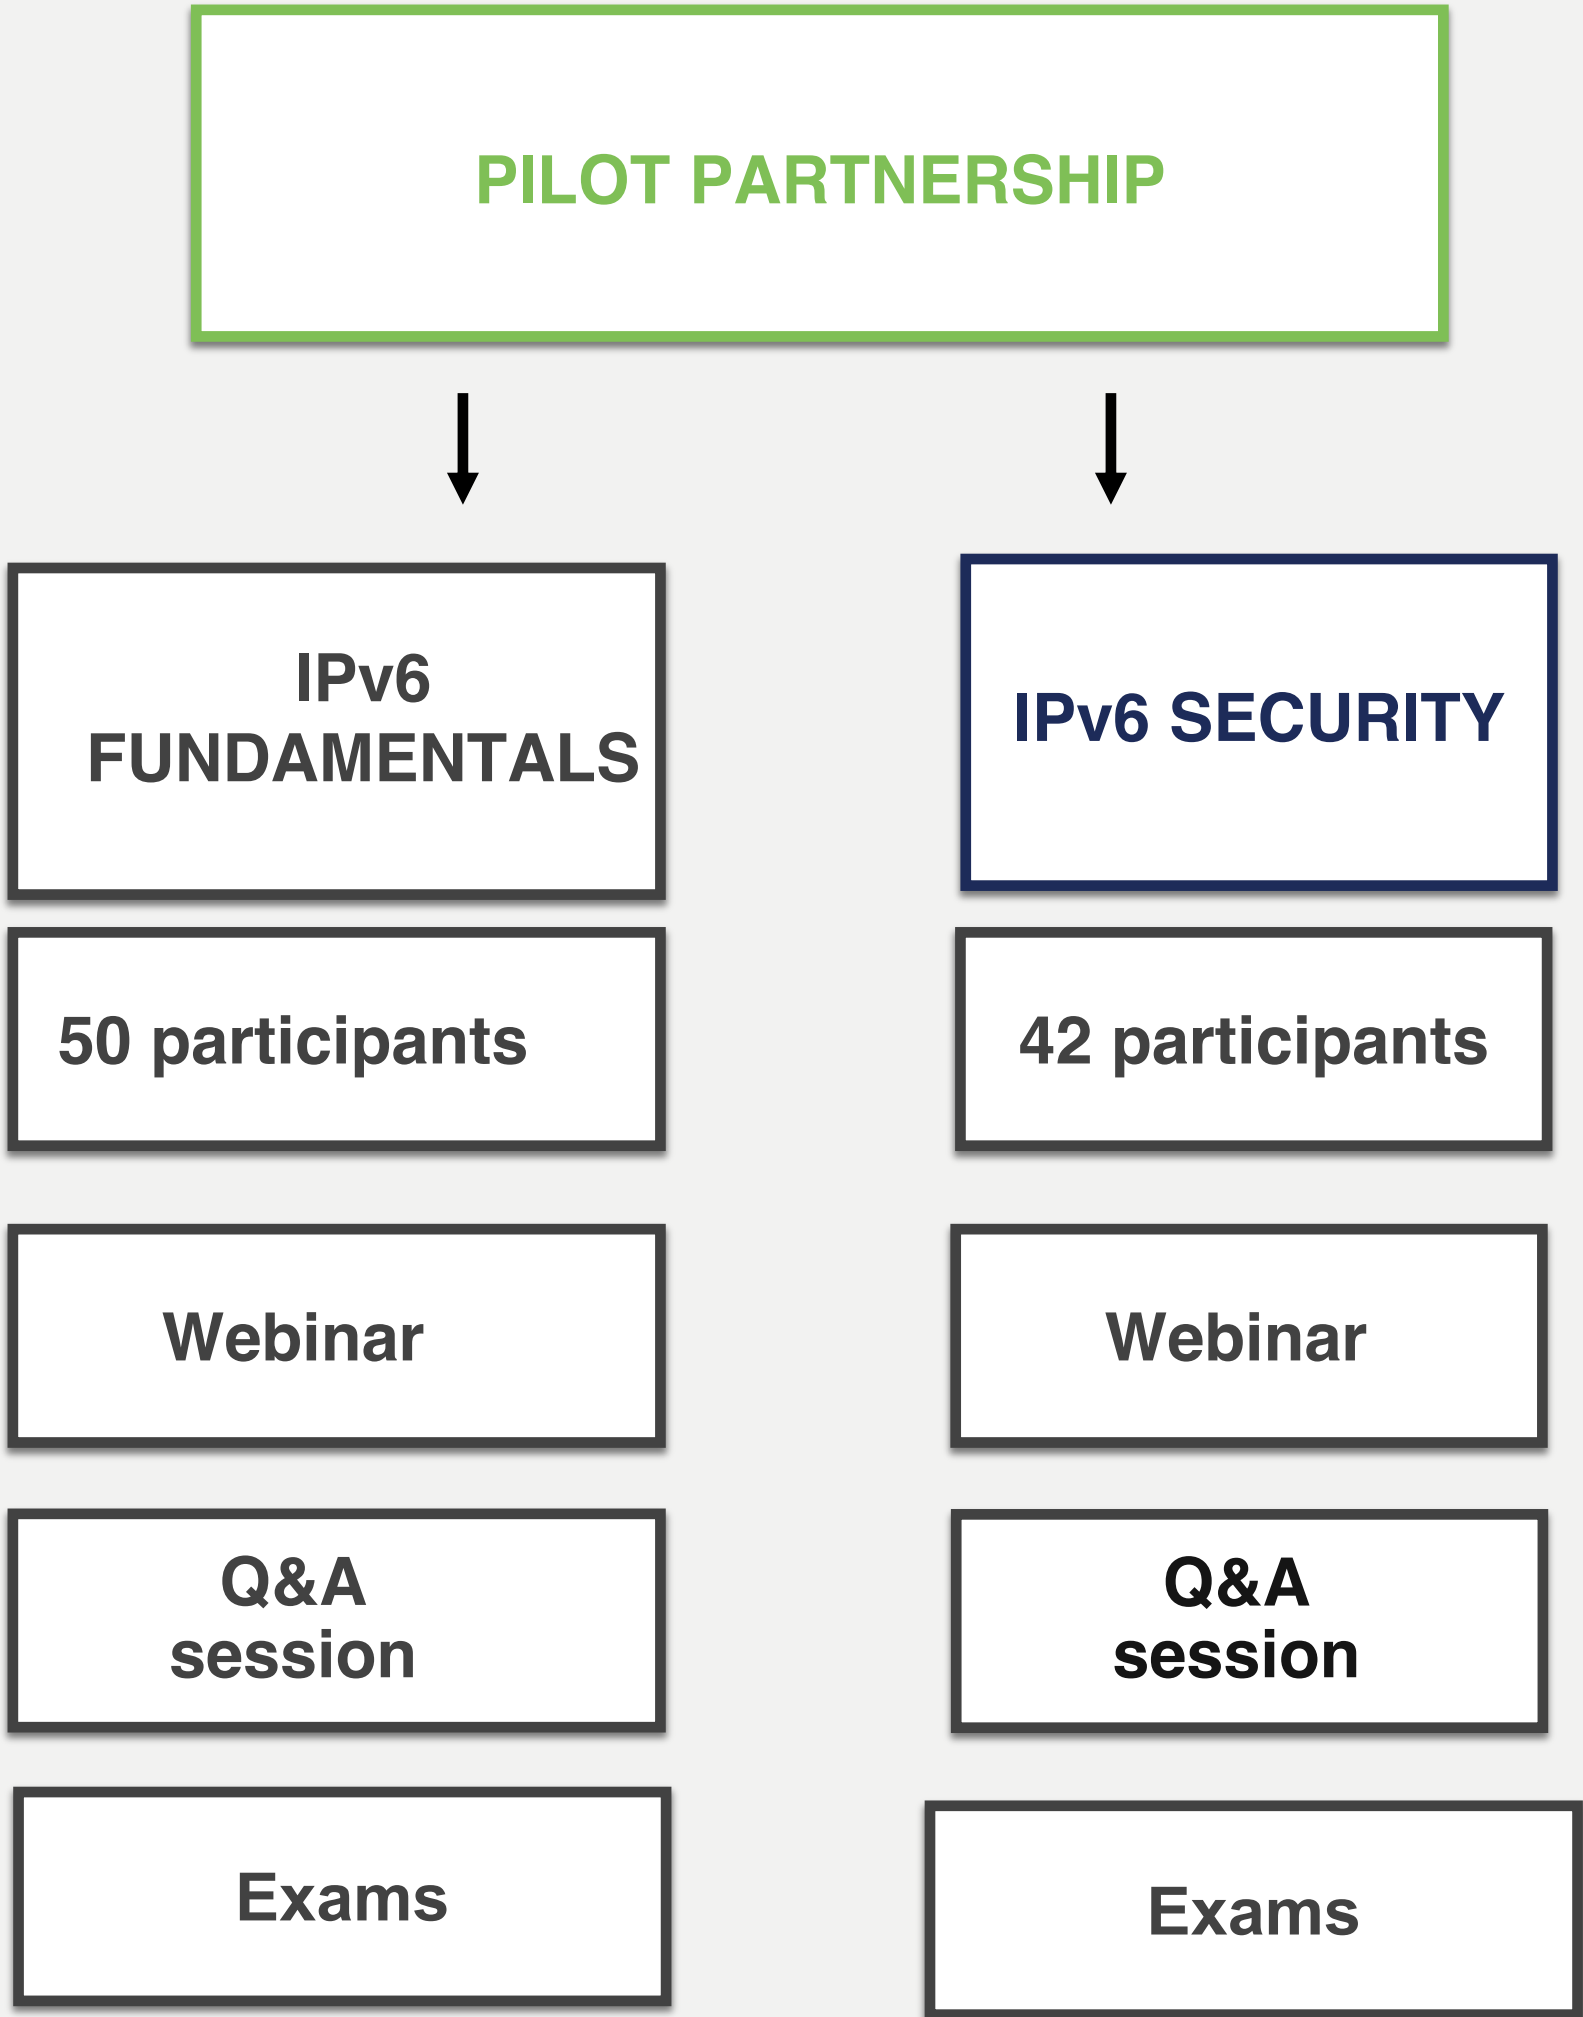 PILOT PARTNERSHIP
IPv6
FUNDAMENTALS
IPv6 SECURITY
50 participants
42 participants
Webinar
Webinar
Q&A
session
Q&A
session
Exams
Exams